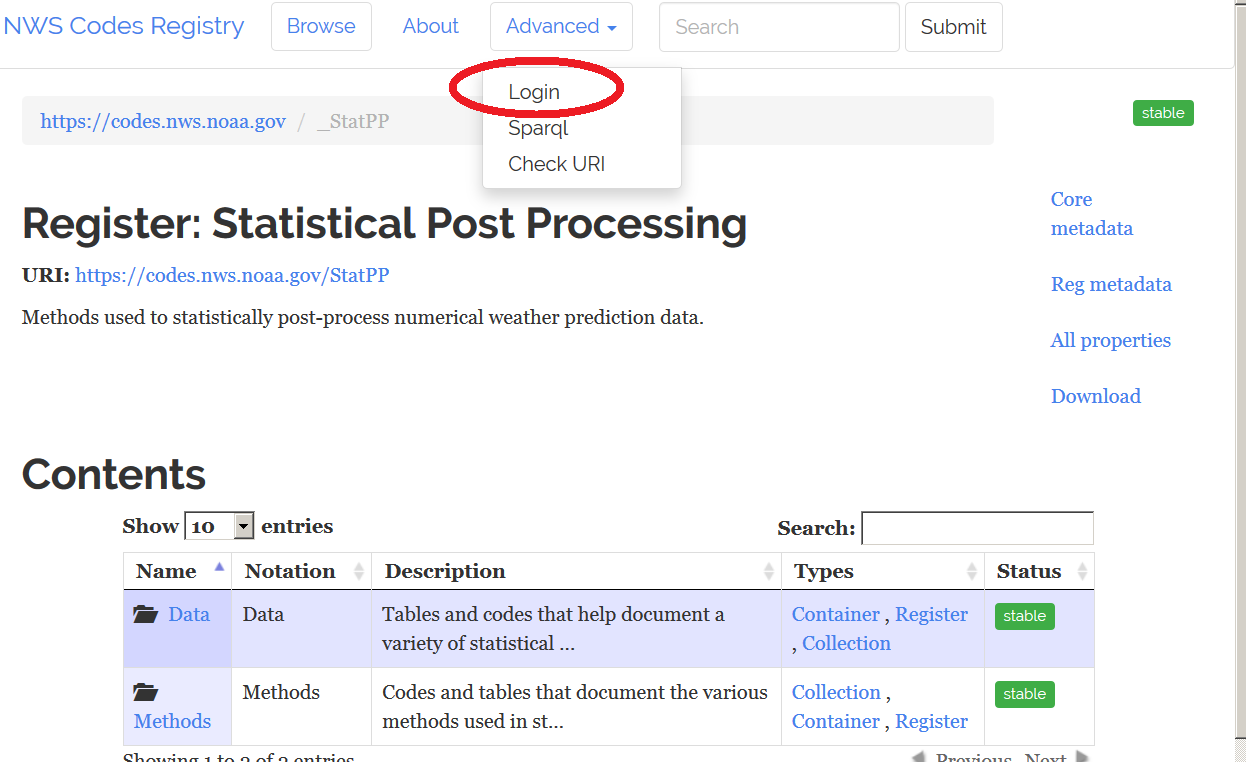 NWS Codes Registry Browse About Advanced Search Submit
Login
https://codes.nws.noaa.gov / _StatPP stable
Sparql
Check URI
Core
metadata
Register: Statistical Post Processing
URI: https://codes.nws.noaa.gov/StatPP
Reg metadata
Methods used to statistically post-process numerical weather prediction data.
All properties
Download
Contents
Show 10 entries Search:
Name Notation Description Types Status
Data Data Tables and codes that help document a Container , Register stable
variety of statistical ... , Collection
Methods Codes and tables that document the various Collection , stable
Methods methods used in st... Container , Register
Showing 1 to 2 of 2 entries Previous Next